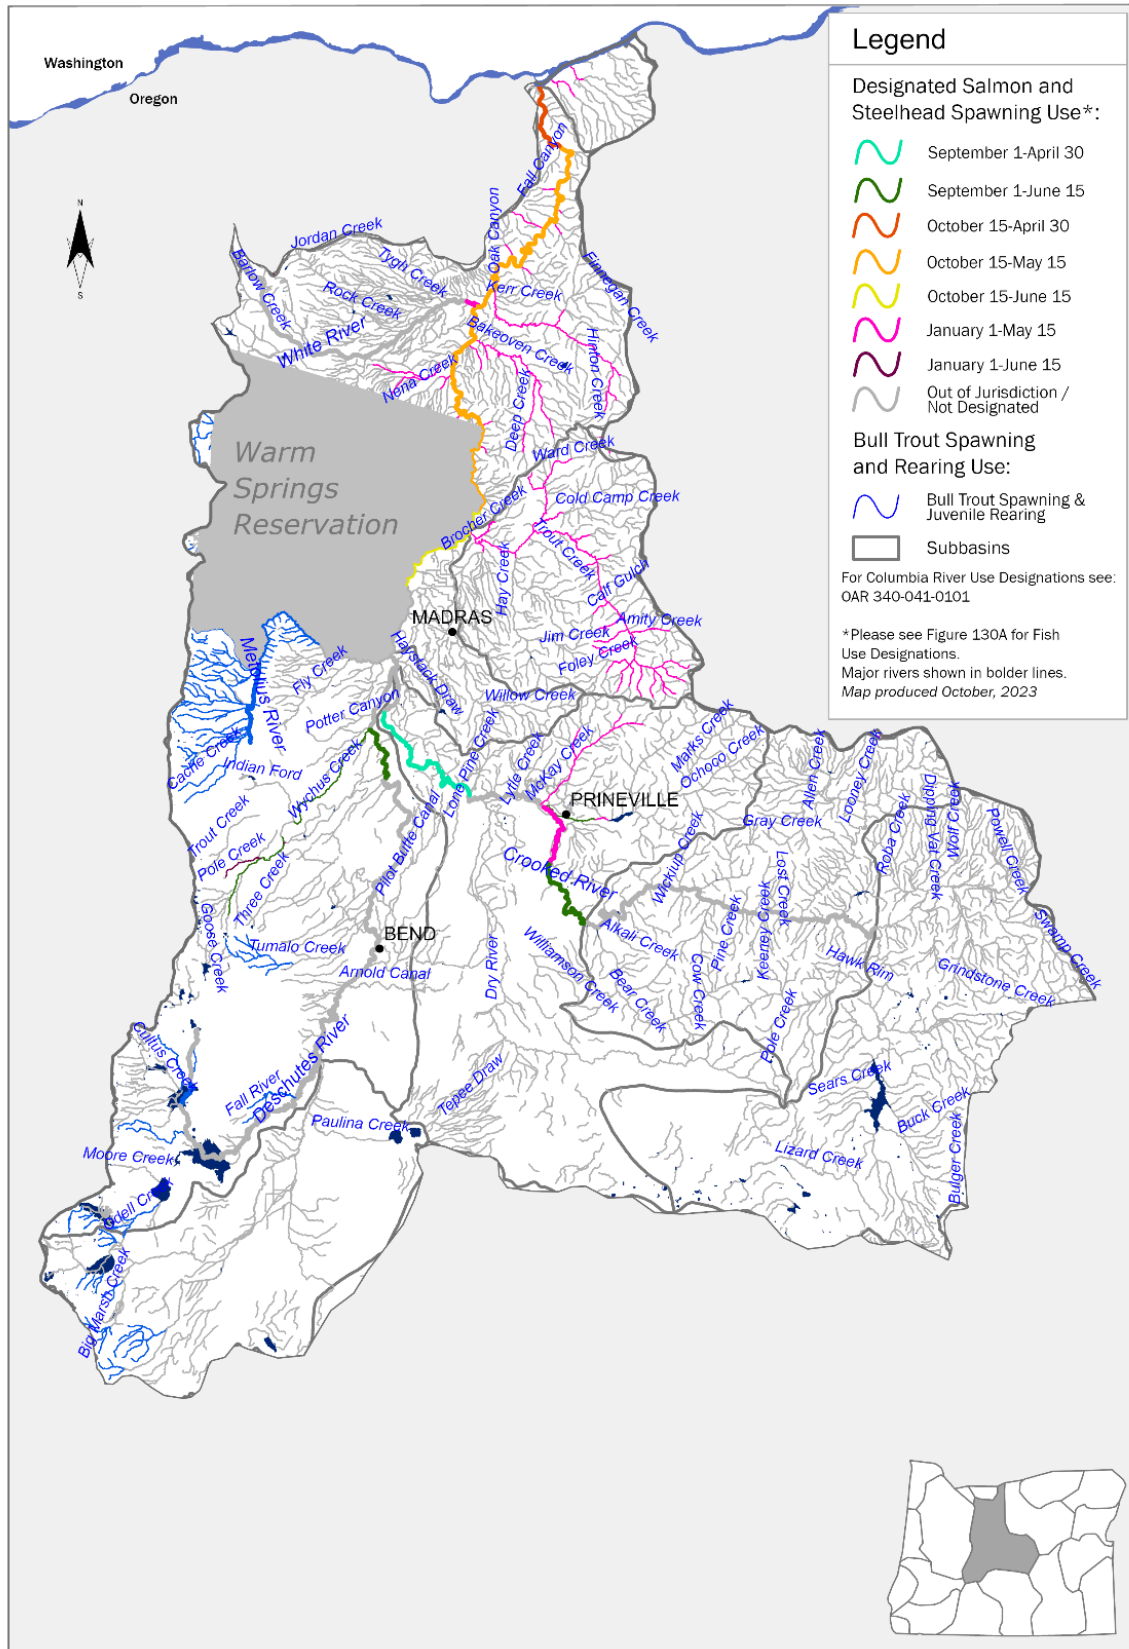 Washington
Oregon
Legend
Designated Salmon and
Steelhead Spawning Use*:
September 1-April 30
September 1-June 15
October 15-April 30
October 15-May 15
October 15-June 15
January 1-May 15
January 1-June 15
Out of Jurisdiction /
Not Designated
Bull Trout Spawning
and Rearing Use:
Bull Trout Spawning &
Juvenile Rearing
Subbasins
For Columbia River Use Designations see:
OAR 340-041-0101
*Please see Figure 130A for Fish
Use Designations.
Major rivers shown in bolder lines.
Map produced October, 2023
N
S
Fall Canyon
Jordan Creek
Oak Canyon
Barlow Creek
Tygh Creek
Finnegan Creek
Rock Creek
Kerr Creek
White River
Bakeoven Creek
Hinton Creek
Nena Creek
Deep Creek
Warm
Springs
Reservation
Ward Creek
Cold Camp Creek
Brocher Creek
Trout Creek
Hay Creek
Calf Gulch
MADRAS
Amity Creek
Jim Creek
Foley Creek
Metolius River
Fly Creek
Haystack Draw
Willow Creek
Potter Canyon
Cache Creek
Indian Ford
Wychus Creek
Lone Pine Creek
Lytle Creek
McKay Creek
Marks Creek
Ochoco Creek
Allen Creek
Looney Creek
PRINEVILLE
Gray Creek
Roba Creek
Dipping Vat Creek
Wolf Creek
Powell Creek
Trout Creek
Pole Creek
Three Creek
Pilot Butte Canal
Crooked River
Wickiup Creek
Lost Creek
Keeney Creek
Pine Creek
Goose Creek
Tumalo Creek
BEND
Arnold Canal
Dry River
Williamson Creek
Alkali Creek
Bear Creek
Cow Creek
Pole Creek
Hawk Rim
Grindstone Creek
Swamp Creek
Cultus Creek
Fall River
Deschutes River
Tepee Draw
Paulina Creek
Sears Creek
Buck Creek
Lizard Creek
Bulger Creek
Moore Creek
Odell Creek
Big Marsh Creek